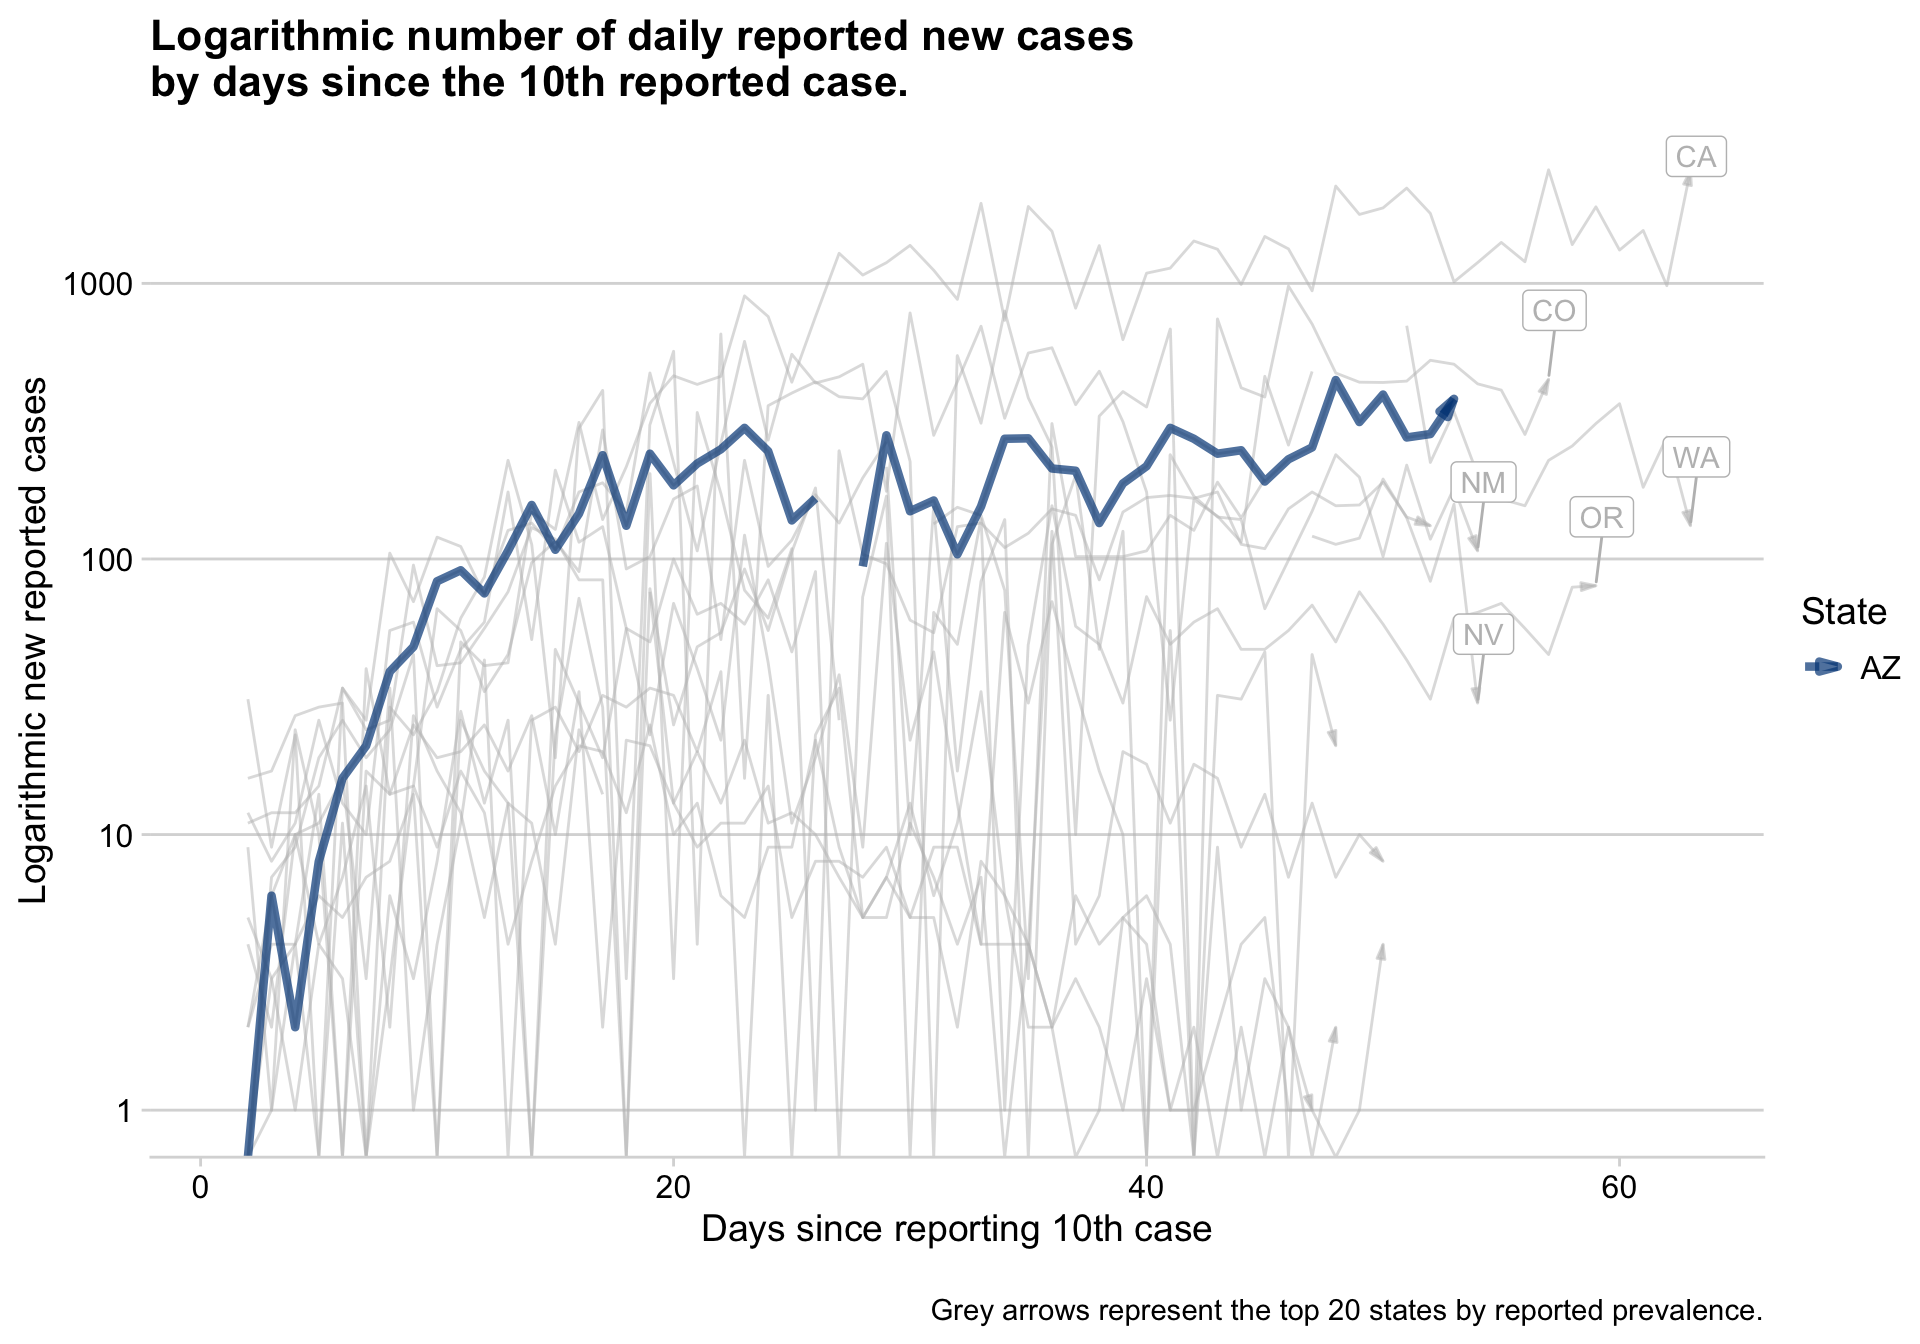 Logarithmic number of daily reported new cases
by days since the 10th reported case.
Logarithmic new reported cases
1000
100
10
1
CA
CO
NM
WA
OR
NV
State
AZ
0
20
40
60
Days since reporting 10th case
Grey arrows represent the top 20 states by reported prevalence.